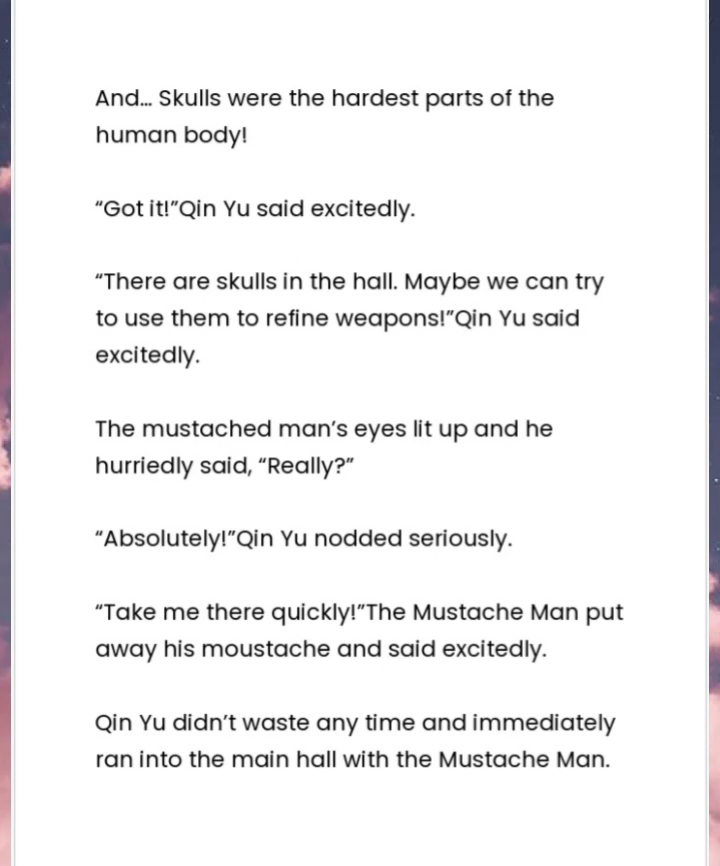 And... Skulls were the hardest parts of the
human body!
“Got it!”Qin Yu said excitedly.
“There are skulls in the hall. Maybe we can try
to use them to refine weapons!”Qin Yu said
excitedly.
The mustached man’s eyes lit up and he
hurriedly said, “Really?”
“Absolutely!”Qin Yu nodded seriously.
“Take me there quickly!”The Mustache Man put
away his moustache and said excitedly.
Qin Yu didn’t waste any time and immediately
ran into the main hall with the Mustache Man.